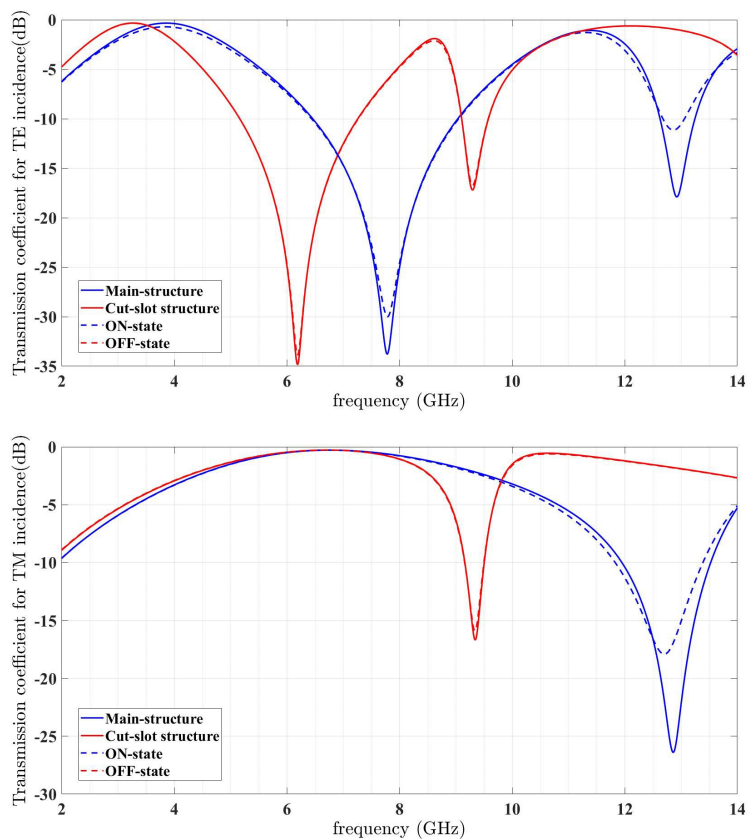 Transmission coefficient for TE incidence(dB)
0
-5
-10
-15
-20
-25
-30
-35
Main-structure
Cut-slot structure
ON-state
OFF-state
2 4 6 8 10 12 14
frequency (GHz)
Transmission coefficient for TM incidence(dB)
0
-5
-10
-15
-20
-25
-30
Main-structure
Cut-slot structure
ON-state
OFF-state
2 4 6 8 10 12 14
frequency (GHz)